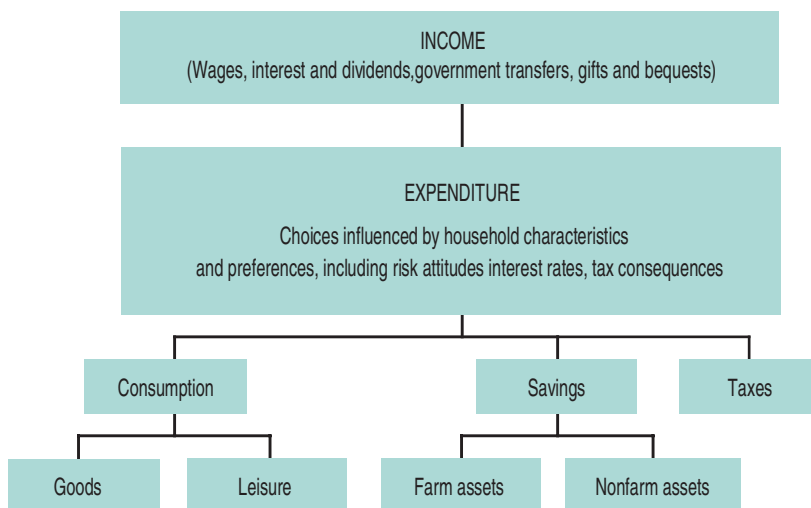 INCOME
(Wages, interest and dividends,government transfers, gifts and bequests)
EXPENDITURE
Choices influenced by household characteristics
and preferences, including risk attitudes interest rates, tax consequences
Consumption
Savings
Taxes
Goods
Leisure
Farm assets
Nonfarm assets